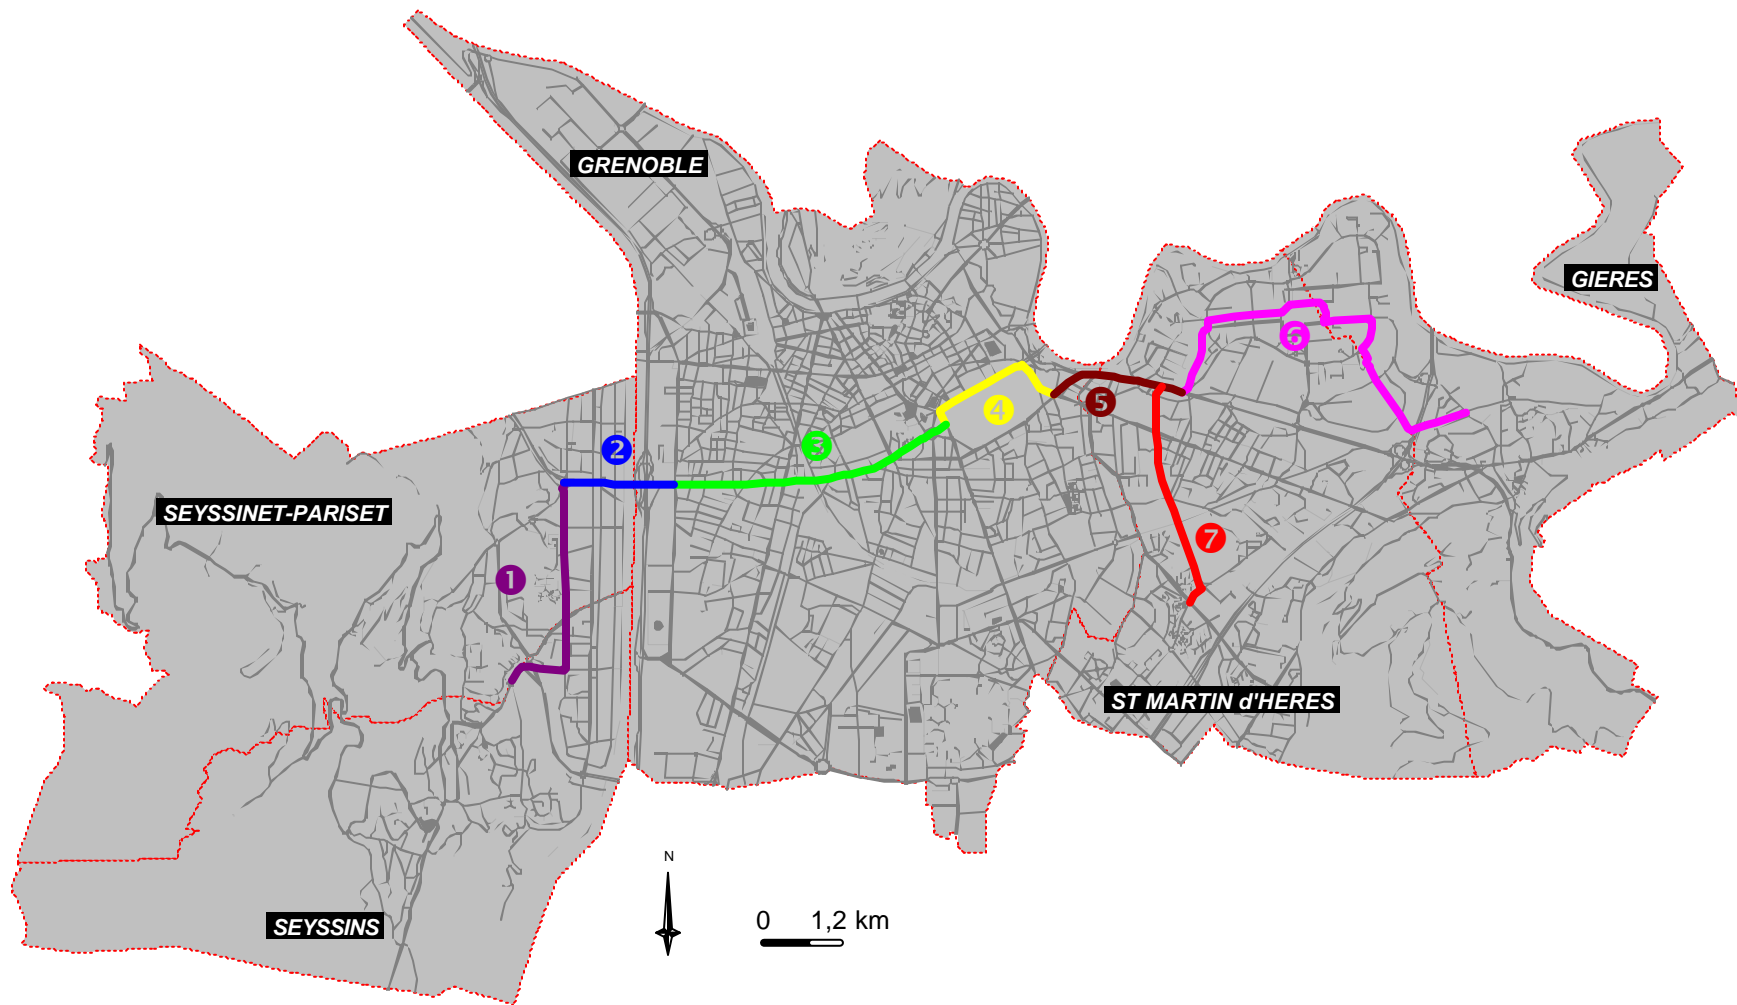 GRENOBLE
GIERES
6
4
5
3
2
SEYSSINET-PARISET
7
1
ST MARTIN d'HERES
N
0 1,2 km
SEYSSINS